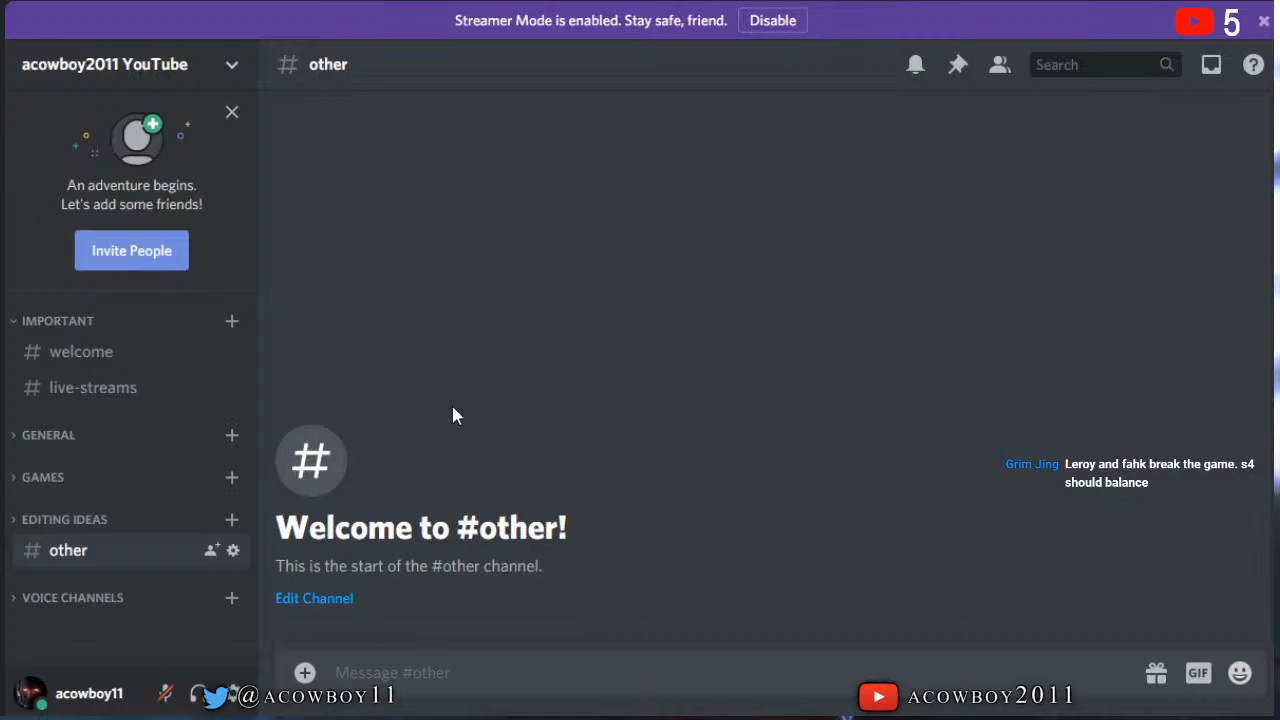 Streamer Mode is enabled. Stay safe, friend. Disable
5
acowboy2011 YouTube
# other
Search
An adventure begins.
Let's add some friends!
Invite People
IMPORTANT
# welcome
# live-streams
GENERAL
GAMES
EDITING IDEAS
# other
VOICE CHANNELS
acowboy11
#
Welcome to #other!
This is the start of the #other channel.
Edit Channel
Grim Jing Leroy and fahk break the game. s4
should balance
Message #other
GIF
@ACOWBOY11
ACOWBOY2011